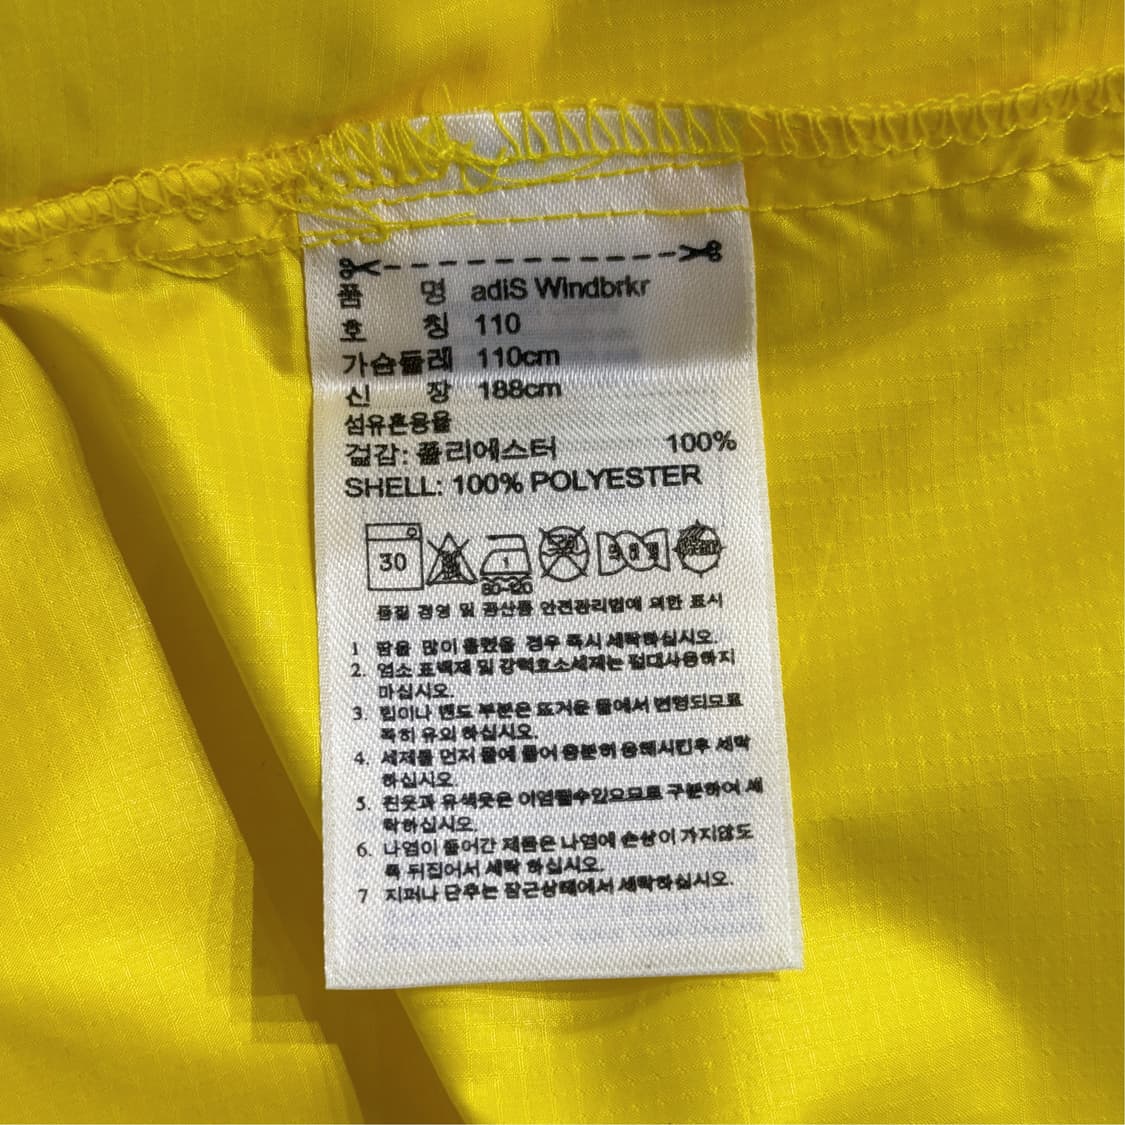 품 명 adiS Windbrkr
호 칭 110
가슴둘레 110cm
신 장 188cm
섬유혼용율
겉감: 폴리에스터 100%
SHELL: 100% POLYESTER
30 1
80-120
품질 경영 및 공산품 안전관리법에 의한 표시
1 땀을 많이 흘렸을 경우 즉시 세탁하십시오.
2. 염소 표백제 및 강력효소세제는 절대사용하지
마십시오.
3. 힙이나 밴드 부분은 뜨거운 물에서 변형되므로
특히 유의 하십시오.
4. 세제를 먼저 물에 풀어 충분히 용해시킨후 세탁
하십시오
5. 흰옷과 유색옷은 이염될수있으므로 구분하여 세
탁하십시오.
6. 나염이 들어간 제품은 나염에 손상이 가지않도
록 뒤집어서 세탁 하십시오.
7 지퍼나 단추는 잠근상태에서 세탁하십시오.